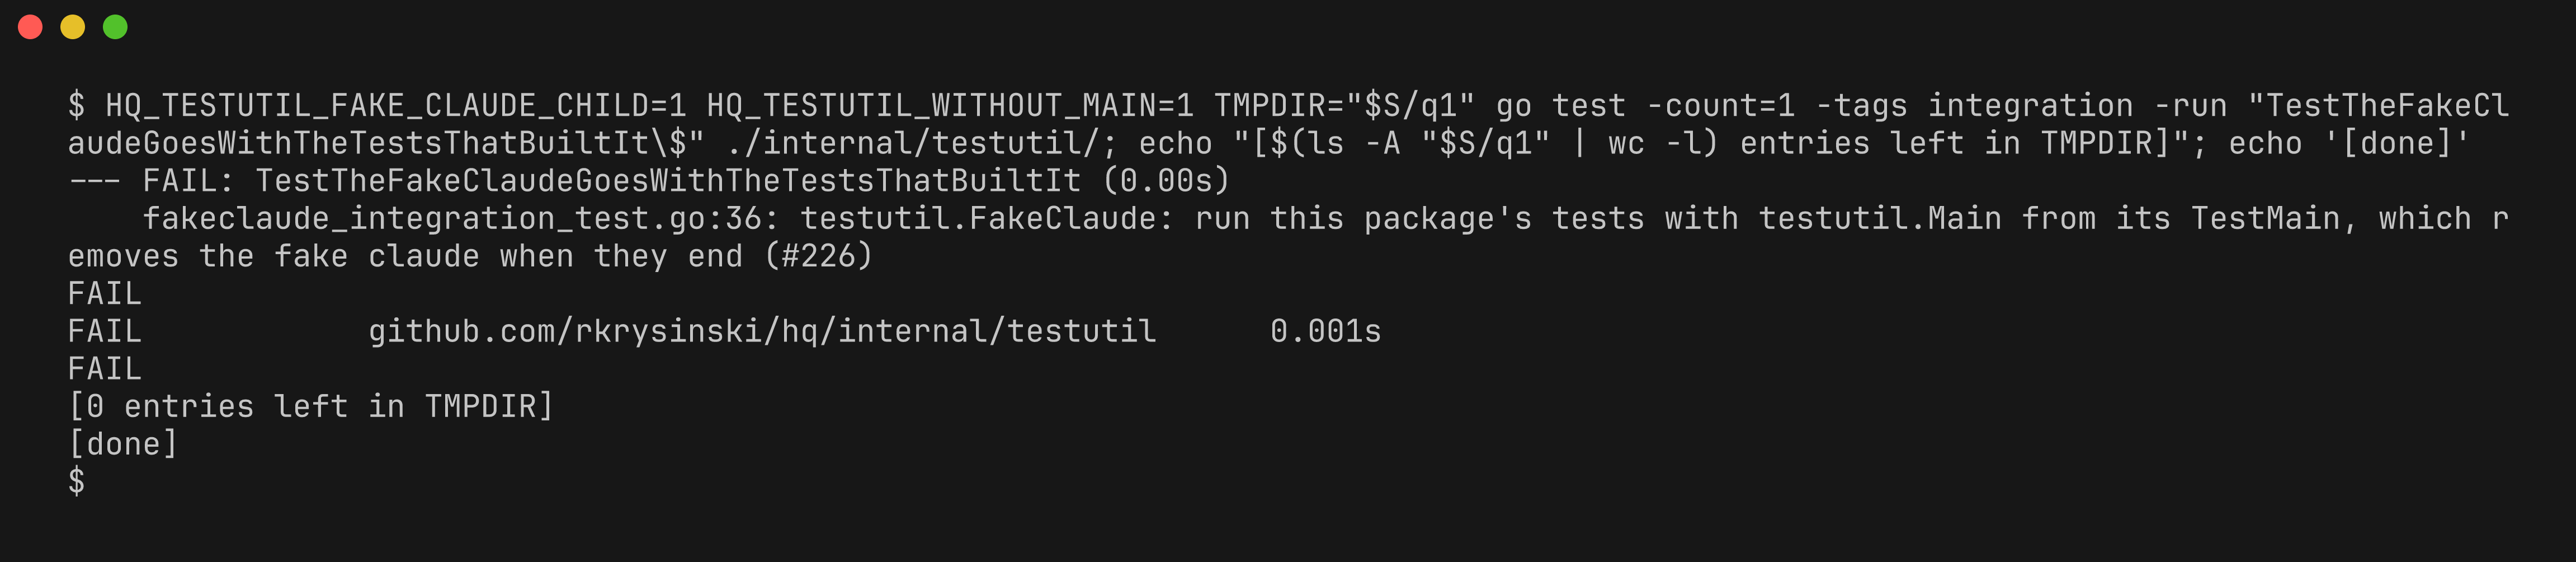 $ HQ_TESTUTIL_FAKE_CLAUDE_CHILD=1 HQ_TESTUTIL_WITHOUT_MAIN=1 TMPDIR="$S/q1" go test -count=1 -tags integration -run "TestTheFakeCl
audeGoesWithTheTestsThatBuiltIt\$" ./internal/testutil/; echo "[$(ls -A "$S/q1" | wc -l) entries left in TMPDIR]"; echo '[done]'
--- FAIL: TestTheFakeClaudeGoesWithTheTestsThatBuiltIt (0.00s)
    fakeclaude_integration_test.go:36: testutil.FakeClaude: run this package's tests with testutil.Main from its TestMain, which r
emoves the fake claude when they end (#226)
FAIL
FAIL            github.com/rkrysinski/hq/internal/testutil      0.001s
FAIL
[0 entries left in TMPDIR]
[done]
$